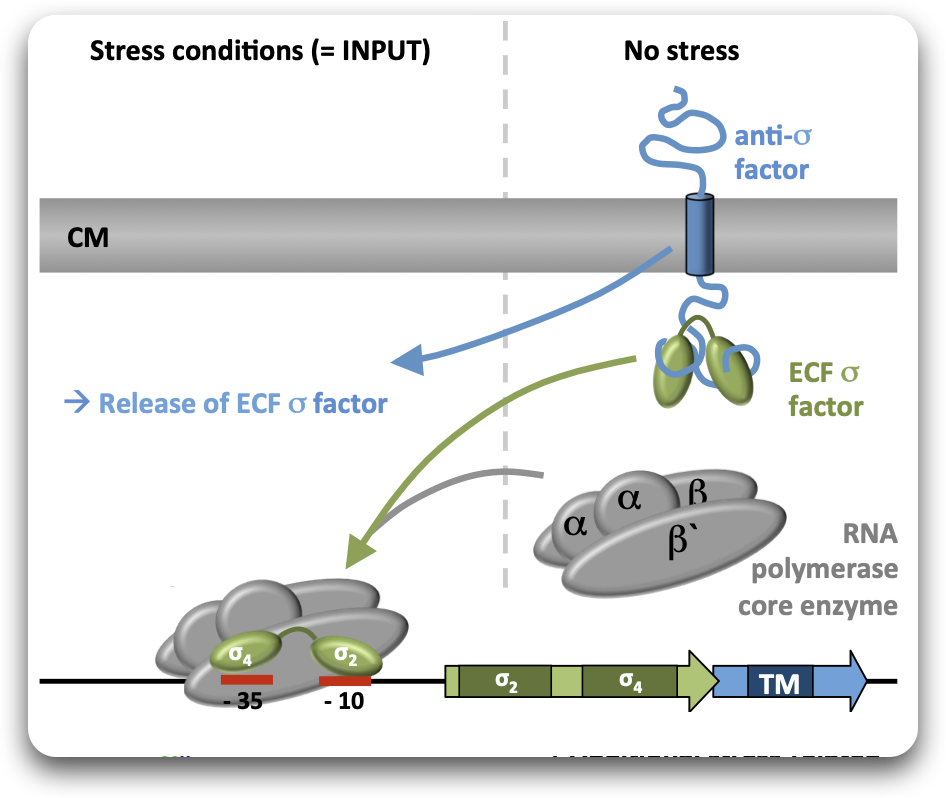 Stress conditions (= INPUT)
No stress
anti-σ
factor
CM
→ Release of ECF σ factor
ECF σ
factor
α
α
β
β`
RNA
polymerase
core enzyme
σ4
σ2
- 35
- 10
σ2
σ4
TM